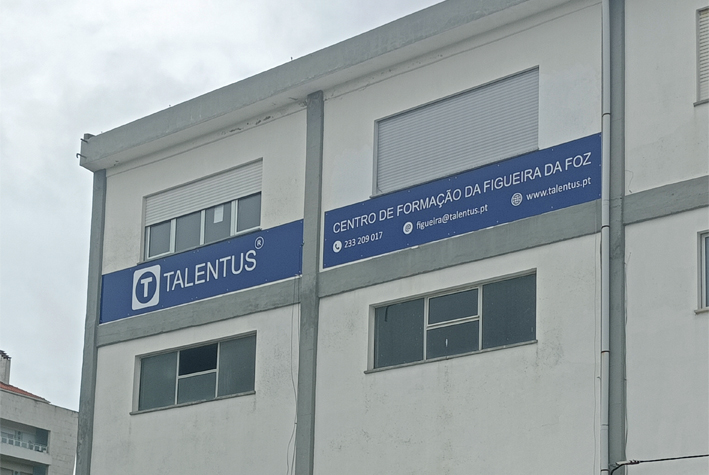 T TALENTUS®
CENTRO DE FORMAÇÃO DA FIGUEIRA DA FOZ
233 209 017 figueira@talentus.pt www.talentus.pt